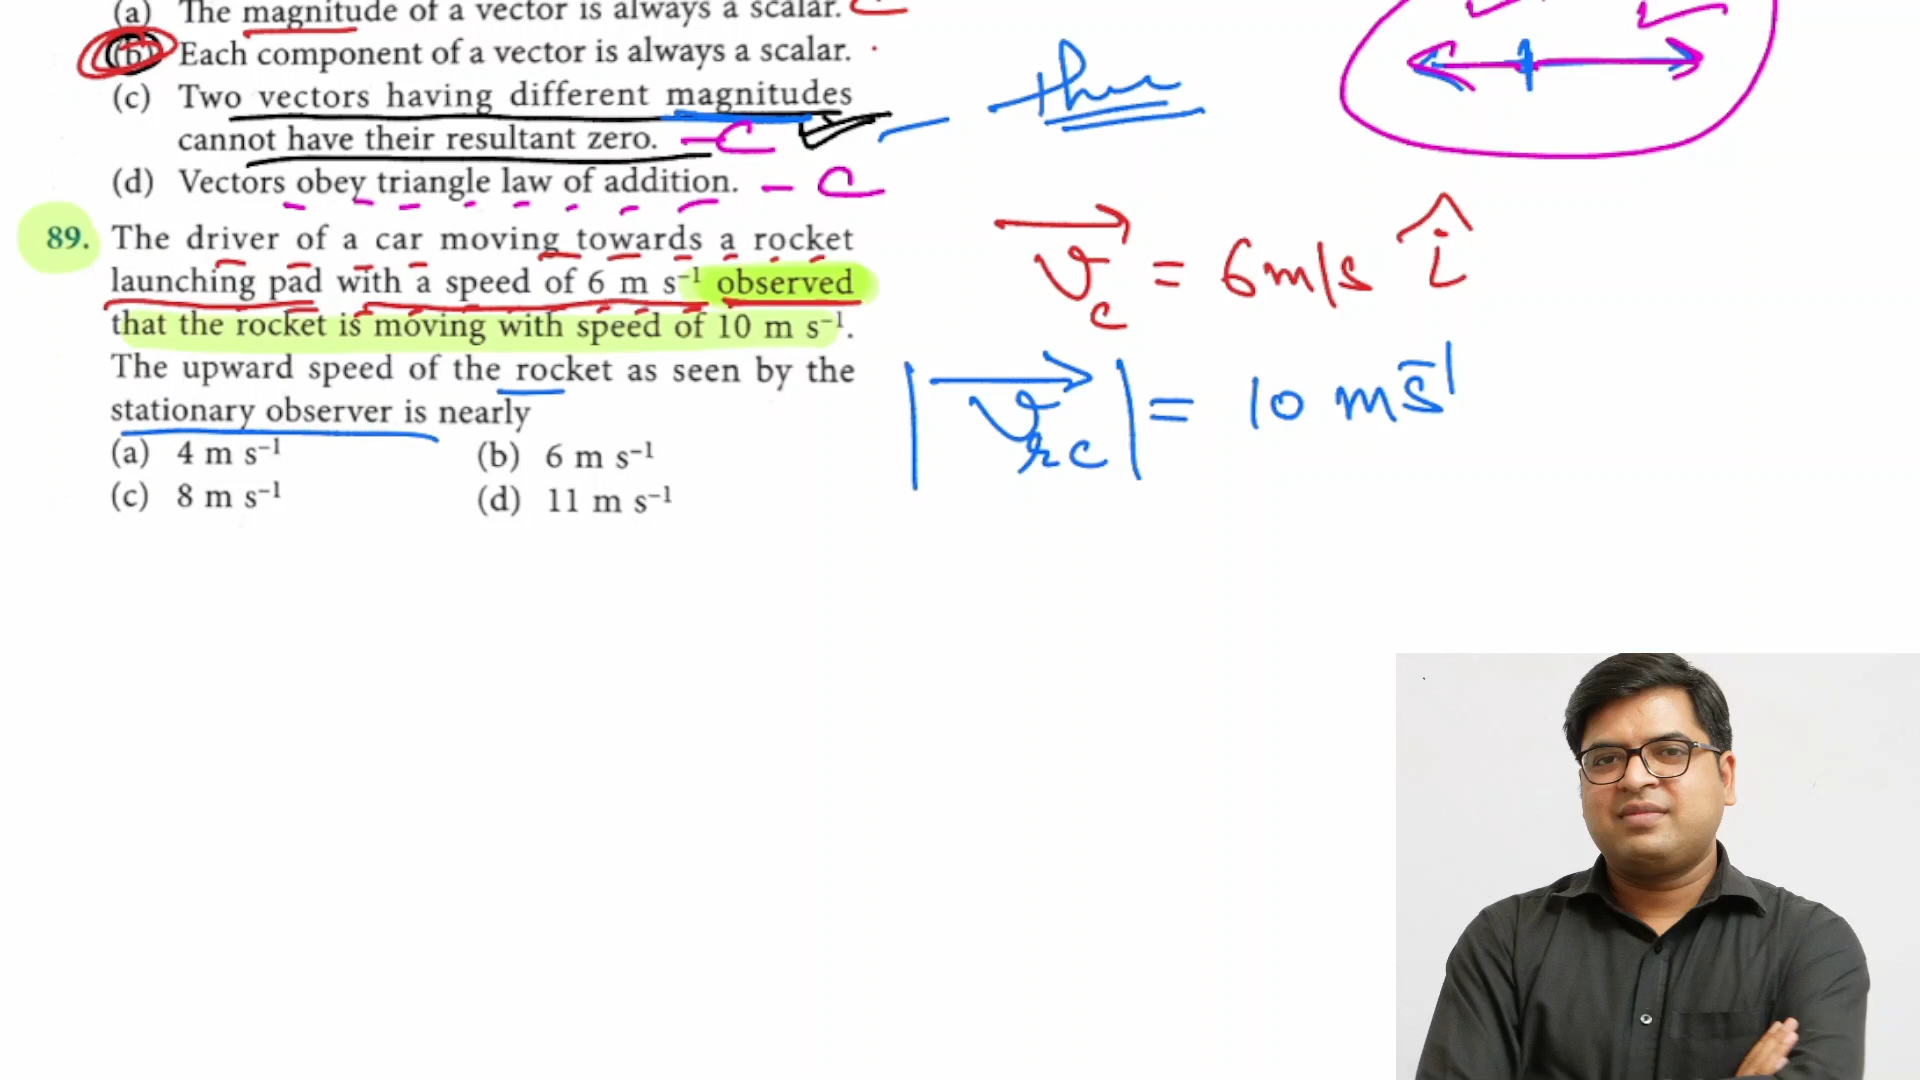 (a) The magnitude of a vector is always a scalar. C
(b) Each component of a vector is always a scalar.
(c) Two vectors having different magnitudes
cannot have their resultant zero. - C
(d) Vectors obey triangle law of addition. - C
89. The driver of a car moving towards a rocket
launching pad with a speed of 6 m s⁻¹ observed
that the rocket is moving with speed of 10 m s⁻¹.
The upward speed of the rocket as seen by the
stationary observer is nearly
(a) 4 m s⁻¹ (b) 6 m s⁻¹
(c) 8 m s⁻¹ (d) 11 m s⁻¹
v⃗c = 6m/s î
|v⃗rc| = 10 ms⁻¹